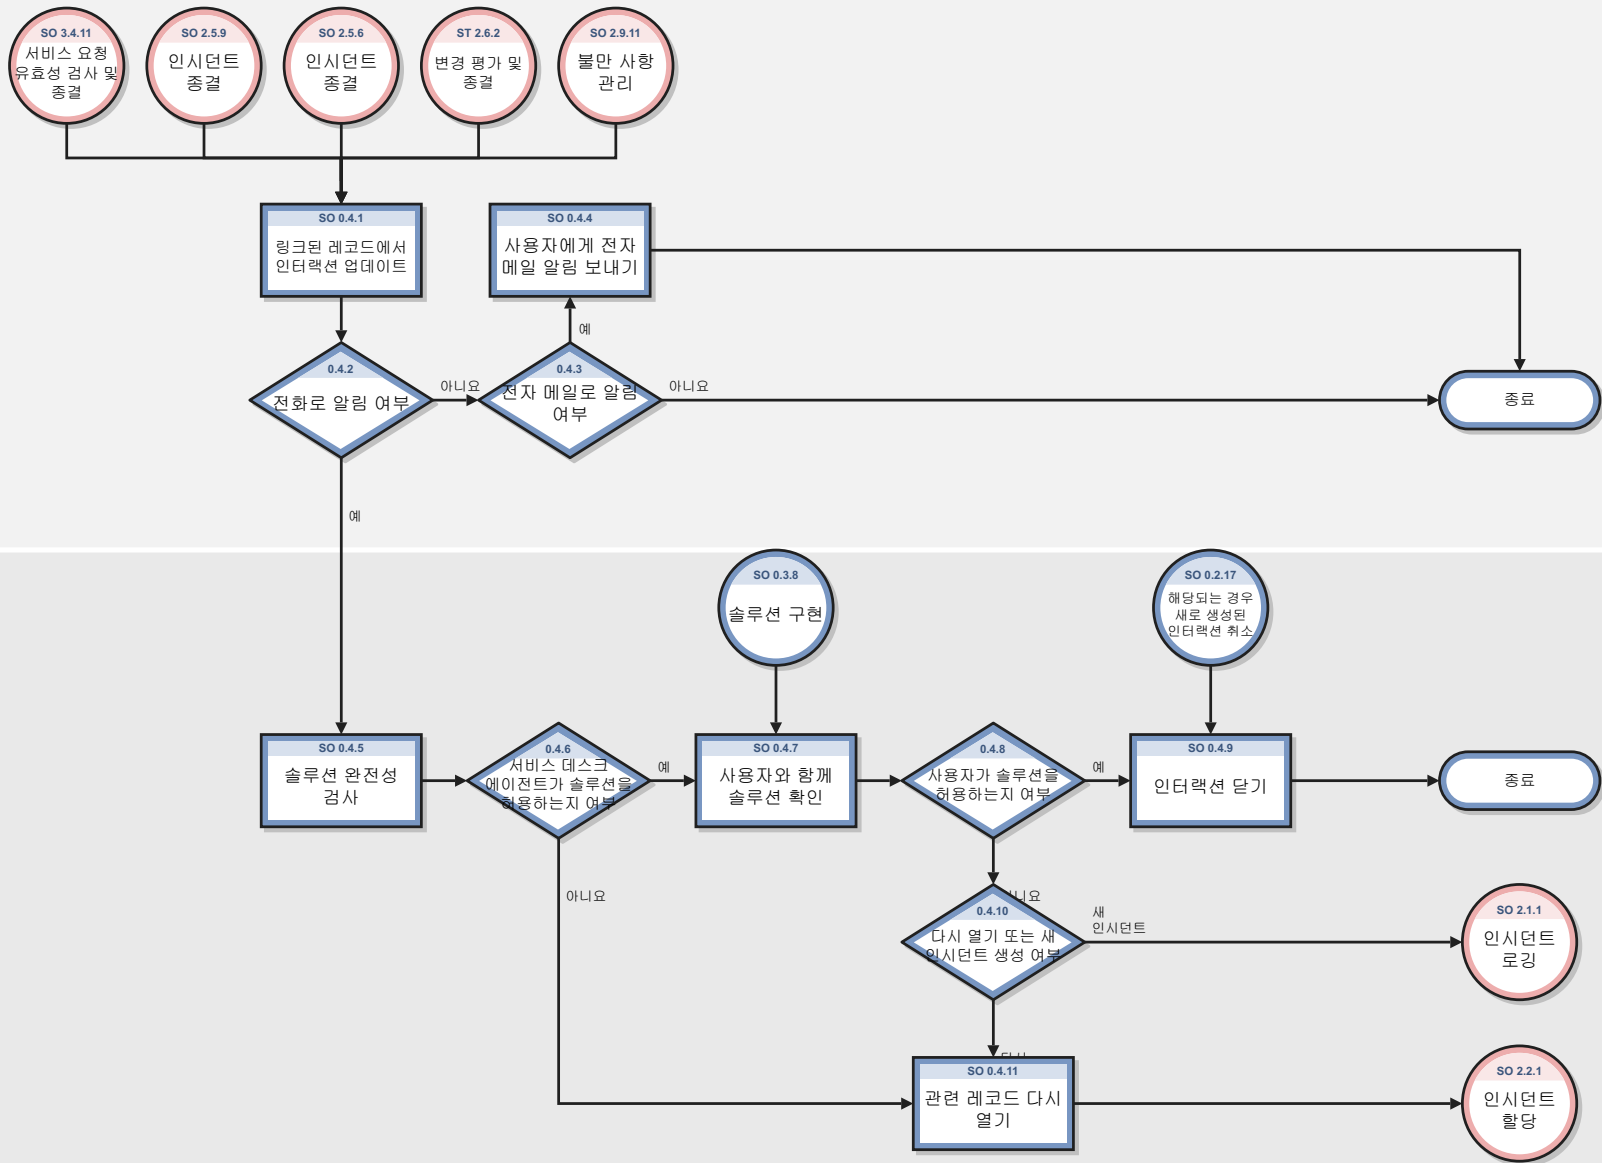 SO 3.4.11
서비스 요청
유효성 검사 및
종결
SO 2.5.9
인시던트
종결
SO 2.5.6
인시던트
종결
ST 2.6.2
변경 평가 및
종결
SO 2.9.11
불만 사항
관리
SO 0.4.1
링크된 레코드에서
인터랙션 업데이트
SO 0.4.4
사용자에게 전자
메일 알림 보내기
예
0.4.2
전화로 알림 여부
아니요
0.4.3
전자 메일로 알림
여부
아니요
종료
예
SO 0.3.8
솔루션 구현
SO 0.2.17
해당되는 경우
새로 생성된
인터랙션 취소
SO 0.4.5
솔루션 완전성
검사
0.4.6
서비스 데스크
에이전트가 솔루션을
허용하는지 여부
예
SO 0.4.7
사용자와 함께
솔루션 확인
0.4.8
사용자가 솔루션을
허용하는지 여부
예
SO 0.4.9
인터랙션 닫기
종료
아니요
아니요
0.4.10
다시 열기 또는 새
인시던트 생성 여부
새
인시던트
SO 2.1.1
인시던트
로깅
SO 0.4.11
관련 레코드 다시
열기
SO 2.2.1
인시던트
할당